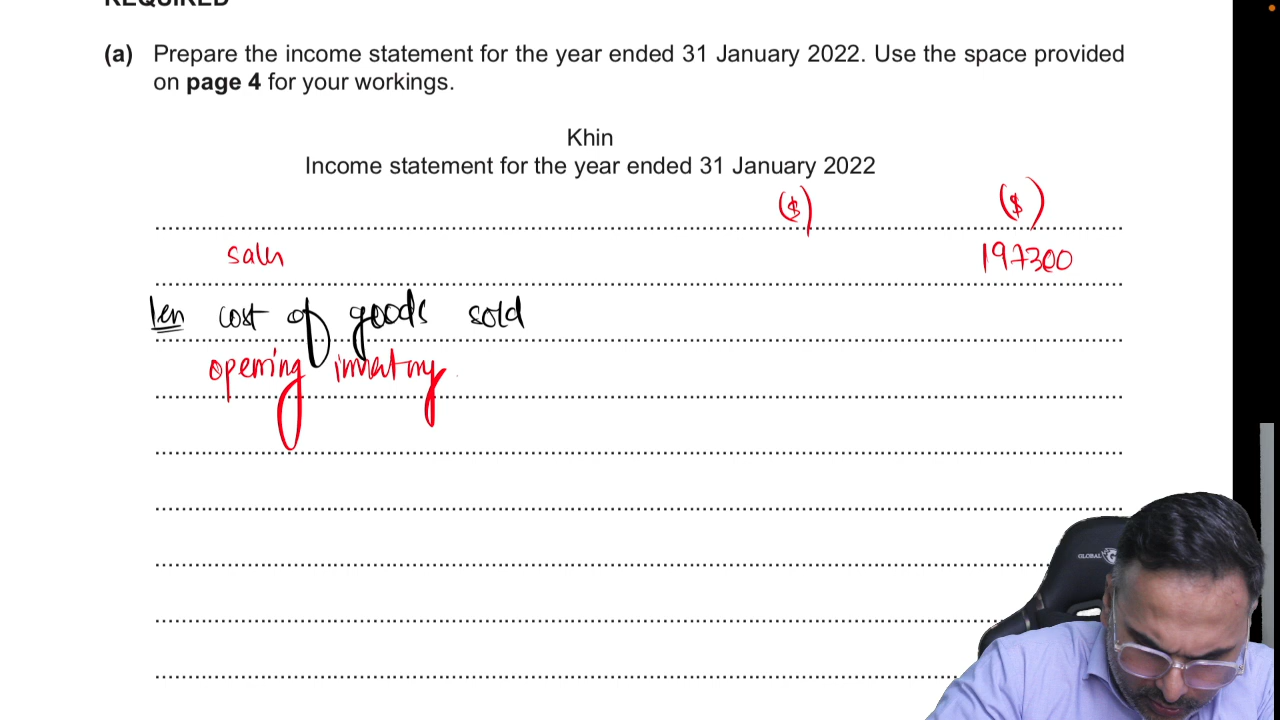 REQUIRED
(a) Prepare the income statement for the year ended 31 January 2022. Use the space provided
on page 4 for your workings.
Khin
Income statement for the year ended 31 January 2022
($) ($)
sales 197300
less cost of goods sold
opening inventory
GLOBAL